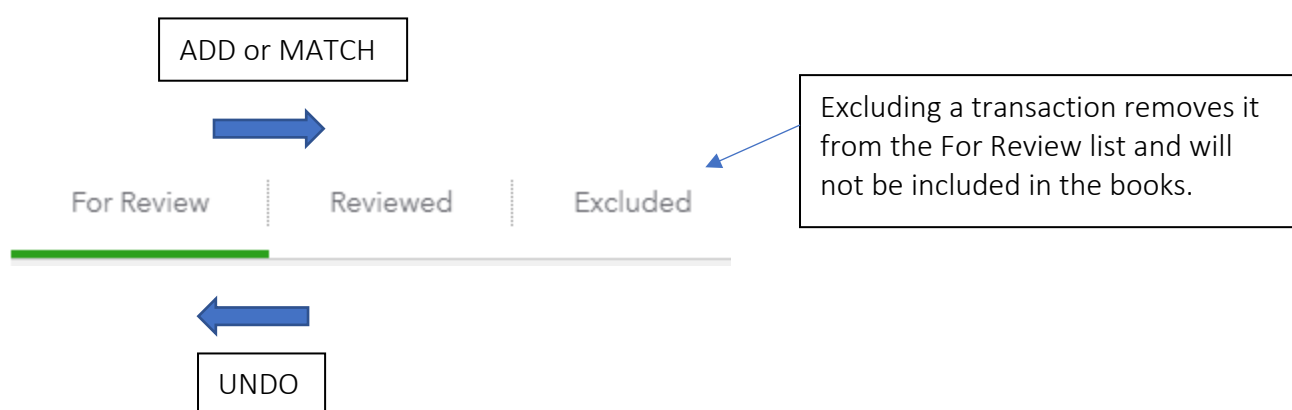 ADD or MATCH
Excluding a transaction removes it
from the For Review list and will
not be included in the books.
For Review
Reviewed
Excluded
UNDO